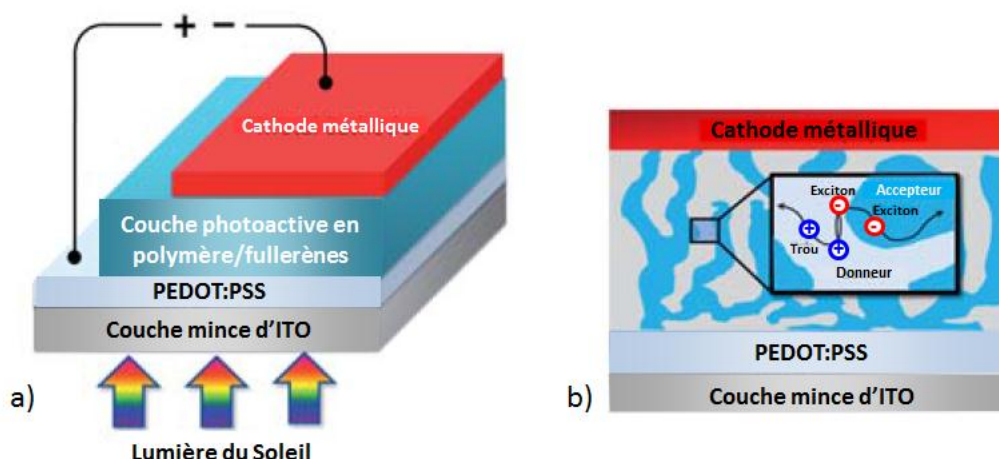 + -
Cathode métallique
Couche photoactive en
polymère/fullerènes
PEDOT:PSS
Couche mince d'ITO
a)
Lumière du Soleil
Cathode métallique
Exciton
Accepteur
-
Exciton
-
+
Trou
+
Donneur
PEDOT:PSS
b)
Couche mince d'ITO